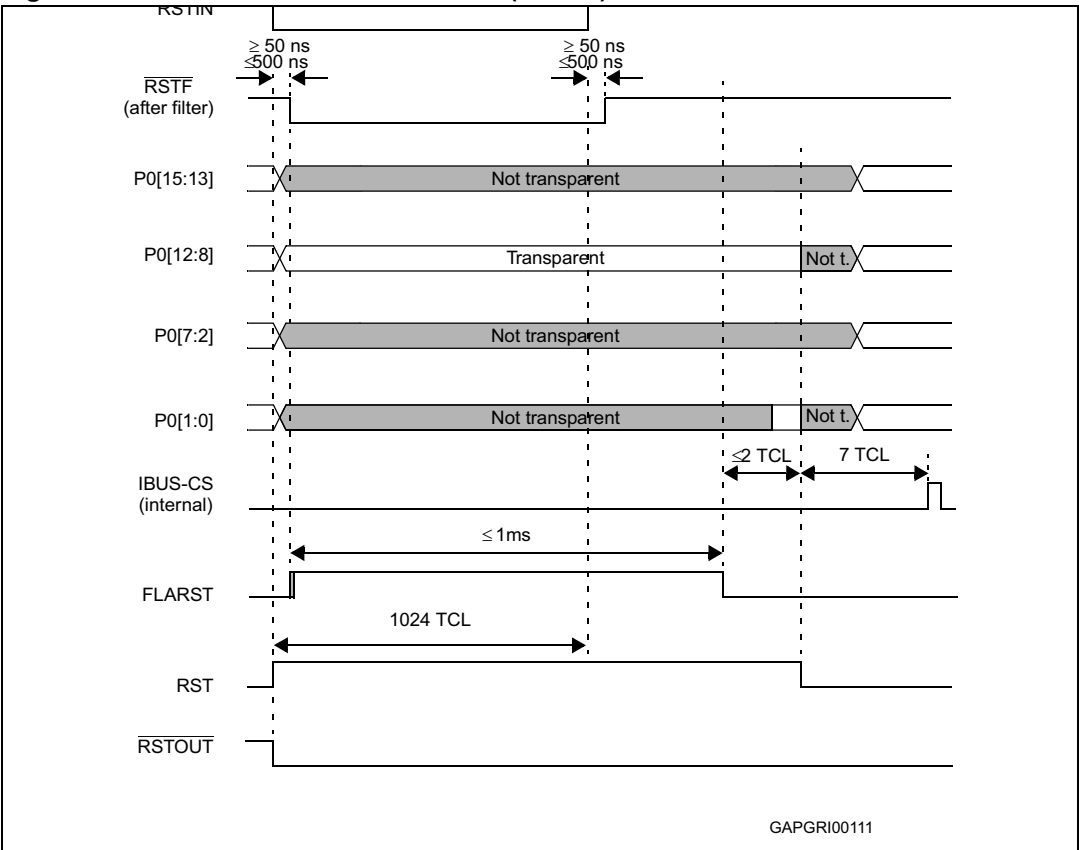 RSTIN
≥ 50 ns ≥ 50 ns
≤500 ns ≤500 ns
RSTF
(after filter)
P0[15:13] Not transparent
P0[12:8] Transparent Not t.
P0[7:2] Not transparent
P0[1:0] Not transparent Not t.
≤2 TCL 7 TCL
IBUS-CS
(internal)
≤ 1ms
FLARST
1024 TCL
RST
RSTOUT
GAPGRI00111